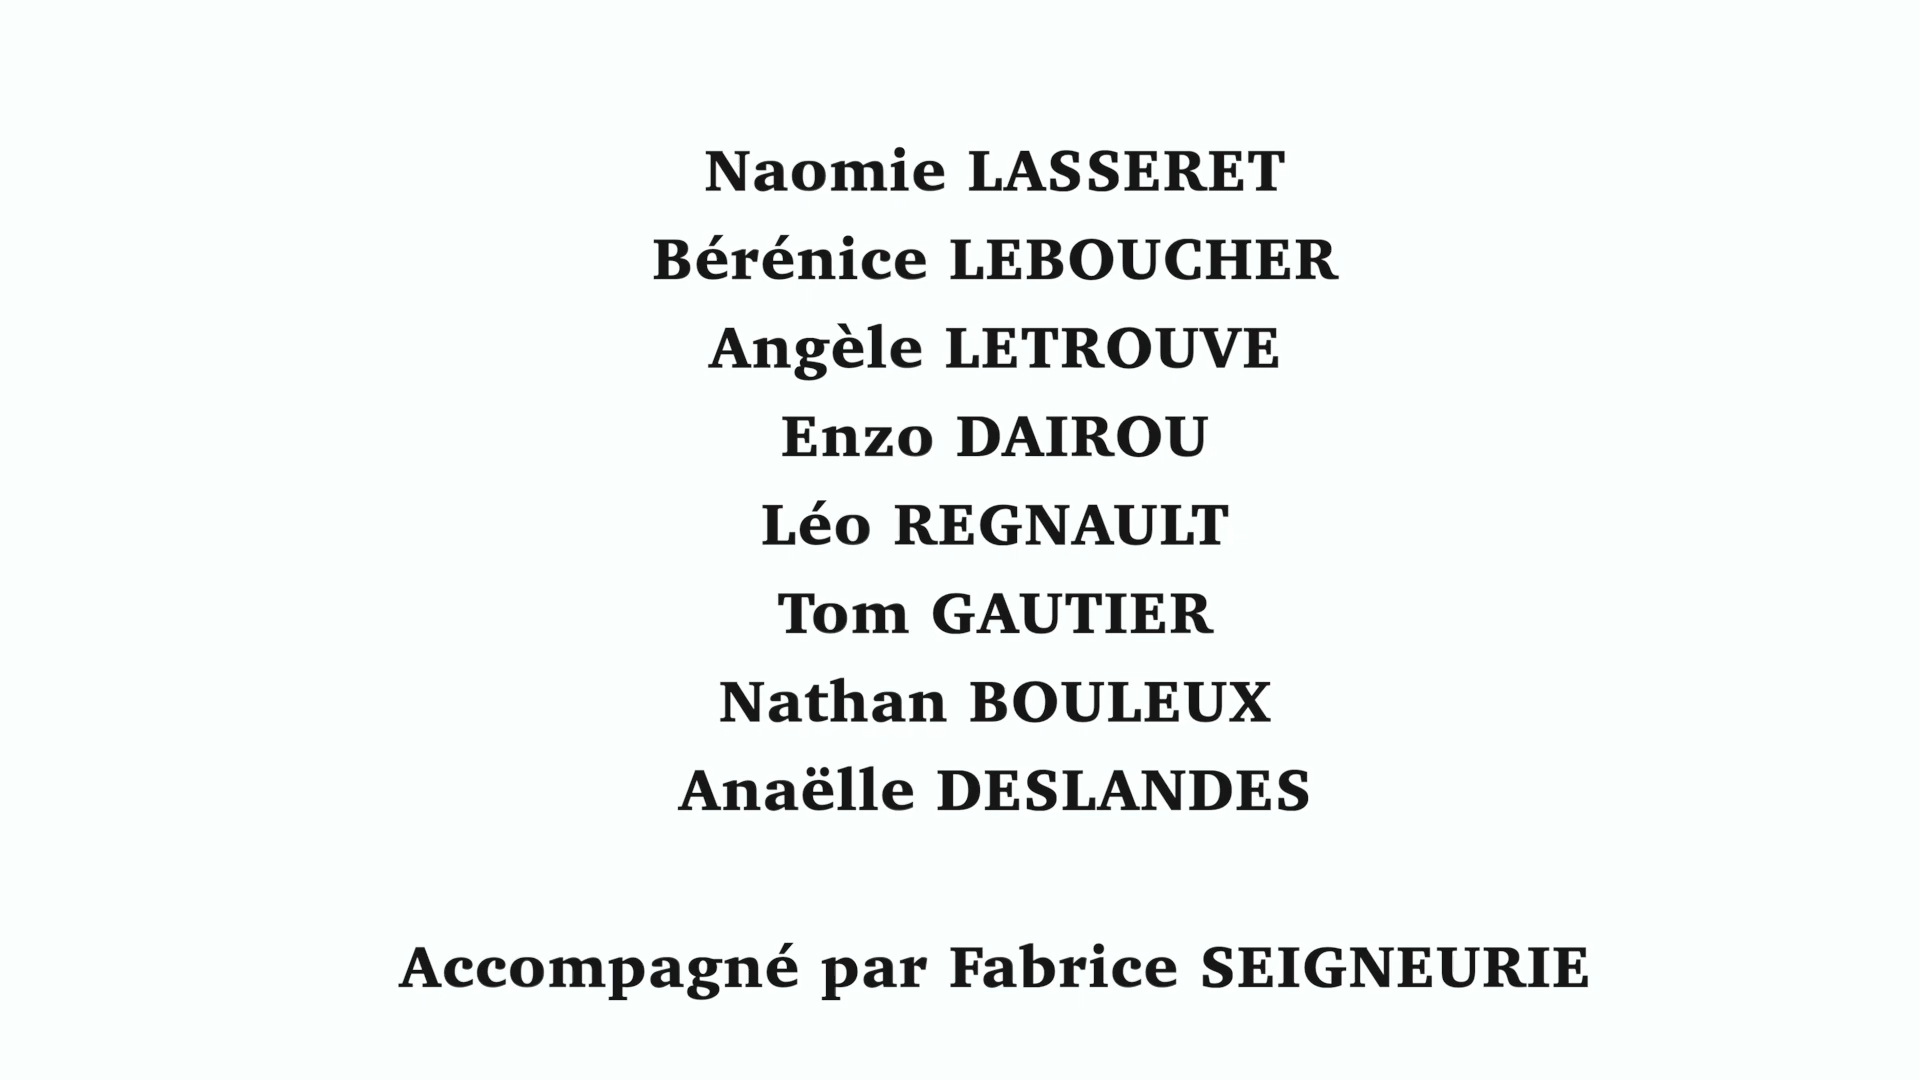 Naomie LASSERET
Bérénice LEBOUCHER
Angèle LETROUVE
Enzo DAIROU
Léo REGNAULT
Tom GAUTIER
Nathan BOULEUX
Anaëlle DESLANDES
Accompagné par Fabrice SEIGNEURIE